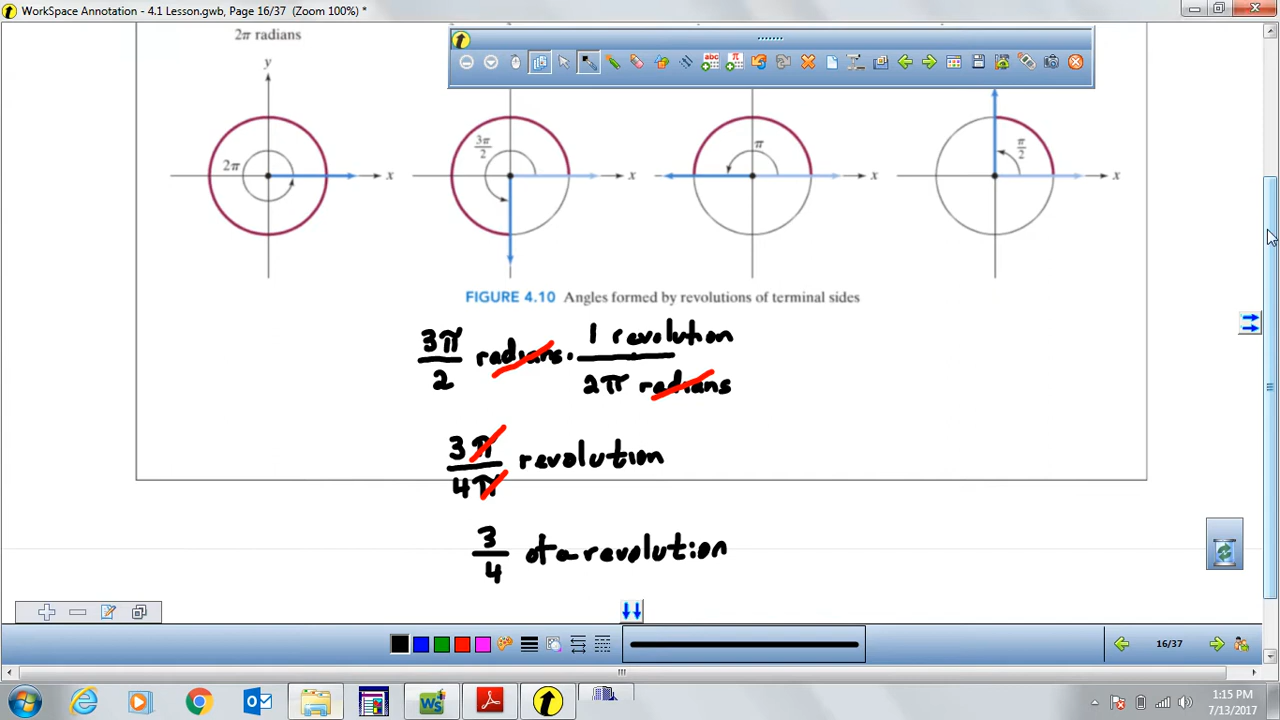 WorkSpace Annotation - 4.1 Lesson.gwb, Page 16/37 (Zoom 100%) *
2π radians
abc π
y
2π x
3π/2 x
π x
π/2 x
FIGURE 4.10 Angles formed by revolutions of terminal sides
3π/2 radians · 1 revolution / 2π radians
3π/4π revolution
3/4 of a revolution
16/37
WS
1:15 PM
7/13/2017